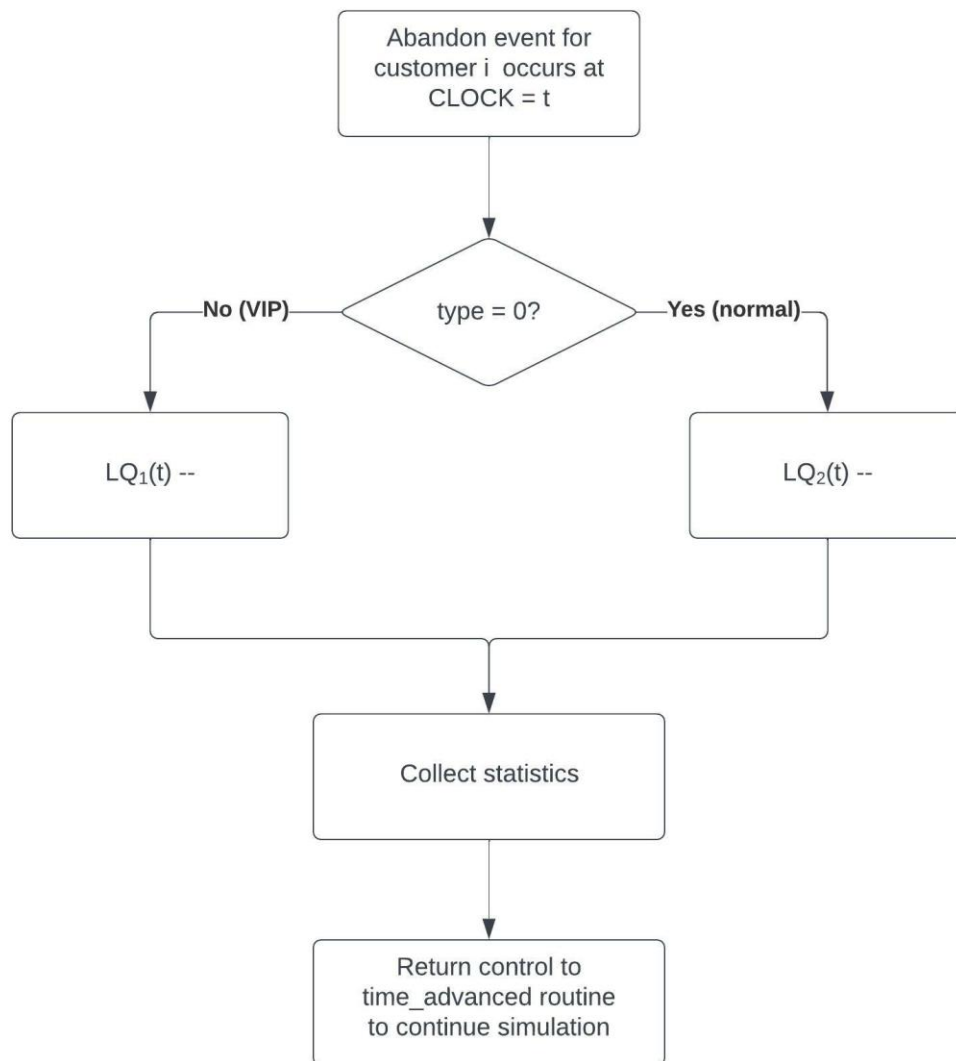 Abandon event for
customer i occurs at
CLOCK = t
type = 0?
No (VIP)
Yes (normal)
LQ₁(t) --
LQ₂(t) --
Collect statistics
Return control to
time_advanced routine
to continue simulation